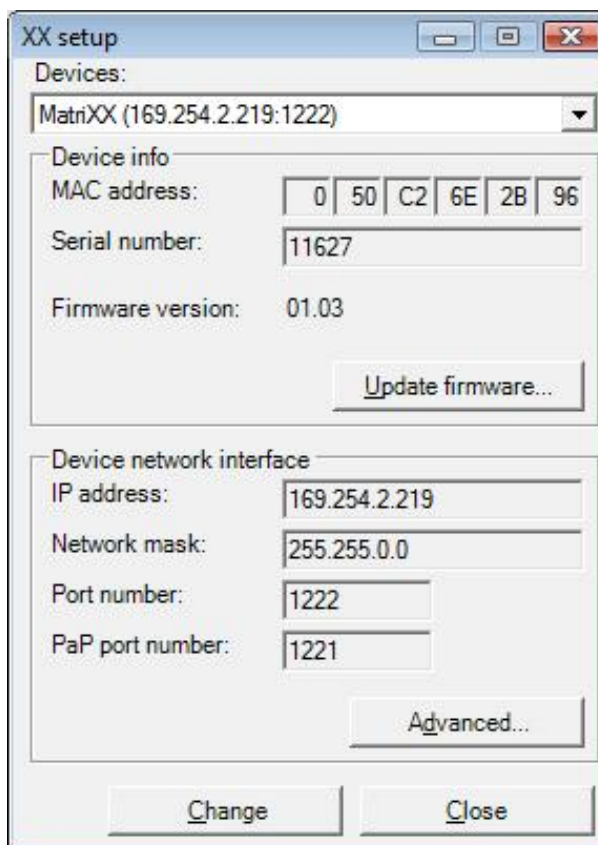 XX setup
Devices:
MatriXX (169.254.2.219:1222)
Device info
MAC address: 0 50 C2 6E 2B 96
Serial number: 11627
Firmware version: 01.03
Update firmware...
Device network interface
IP address: 169.254.2.219
Network mask: 255.255.0.0
Port number: 1222
PaP port number: 1221
Advanced...
Change Close